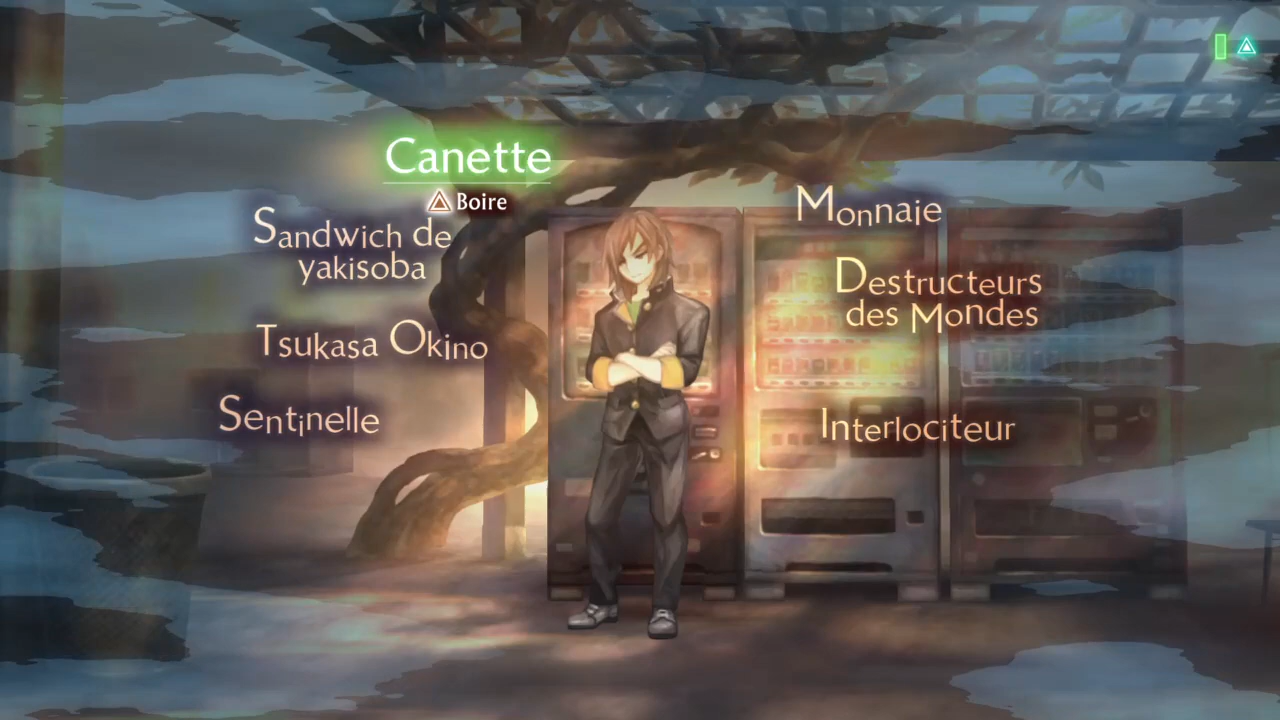 Canette
Boire
Sandwich de
yakisoba
Tsukasa Okino
Sentinelle
Monnaie
Destructeurs
des Mondes
Interlociteur